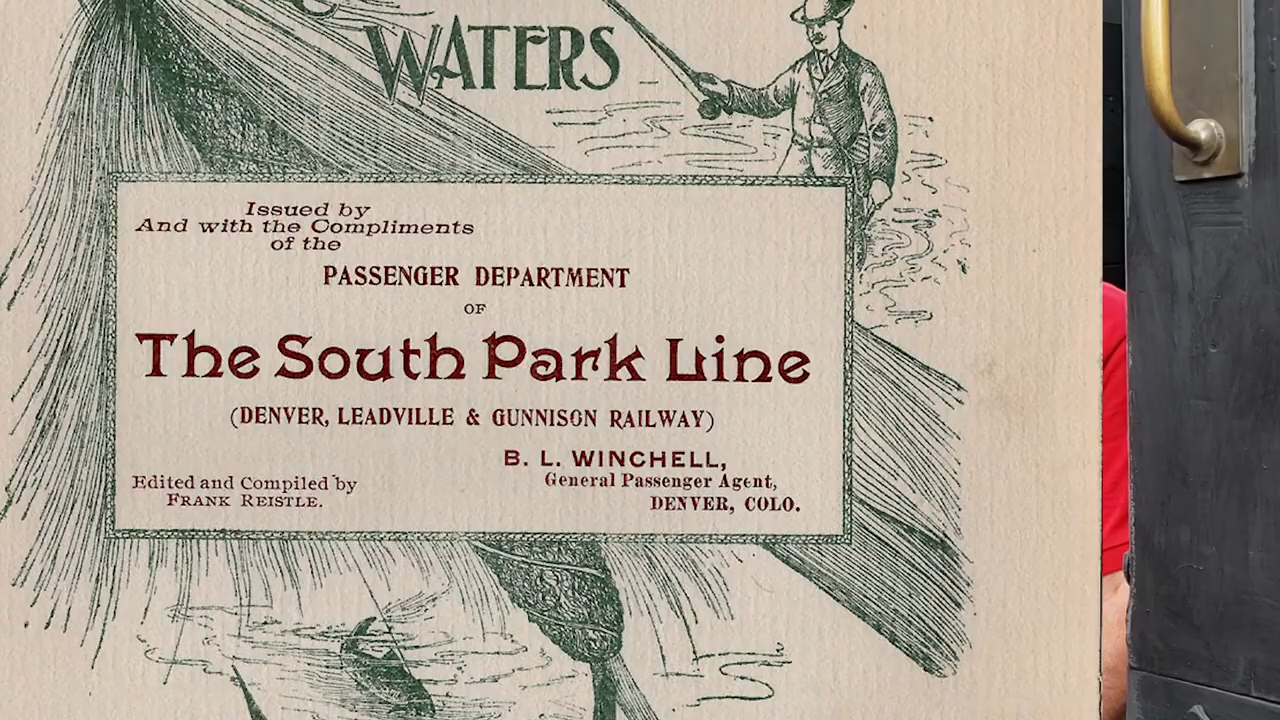 WATERS
Issued by
And with the Compliments
of the
PASSENGER DEPARTMENT
OF
The South Park Line
(DENVER, LEADVILLE & GUNNISON RAILWAY)
B. L. WINCHELL,
General Passenger Agent,
DENVER, COLO.
Edited and Compiled by
FRANK REISTLE.